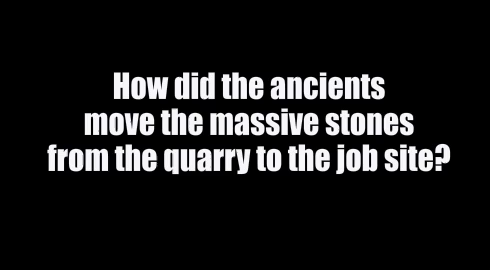 How did the ancients
move the massive stones
from the quarry to the job site?